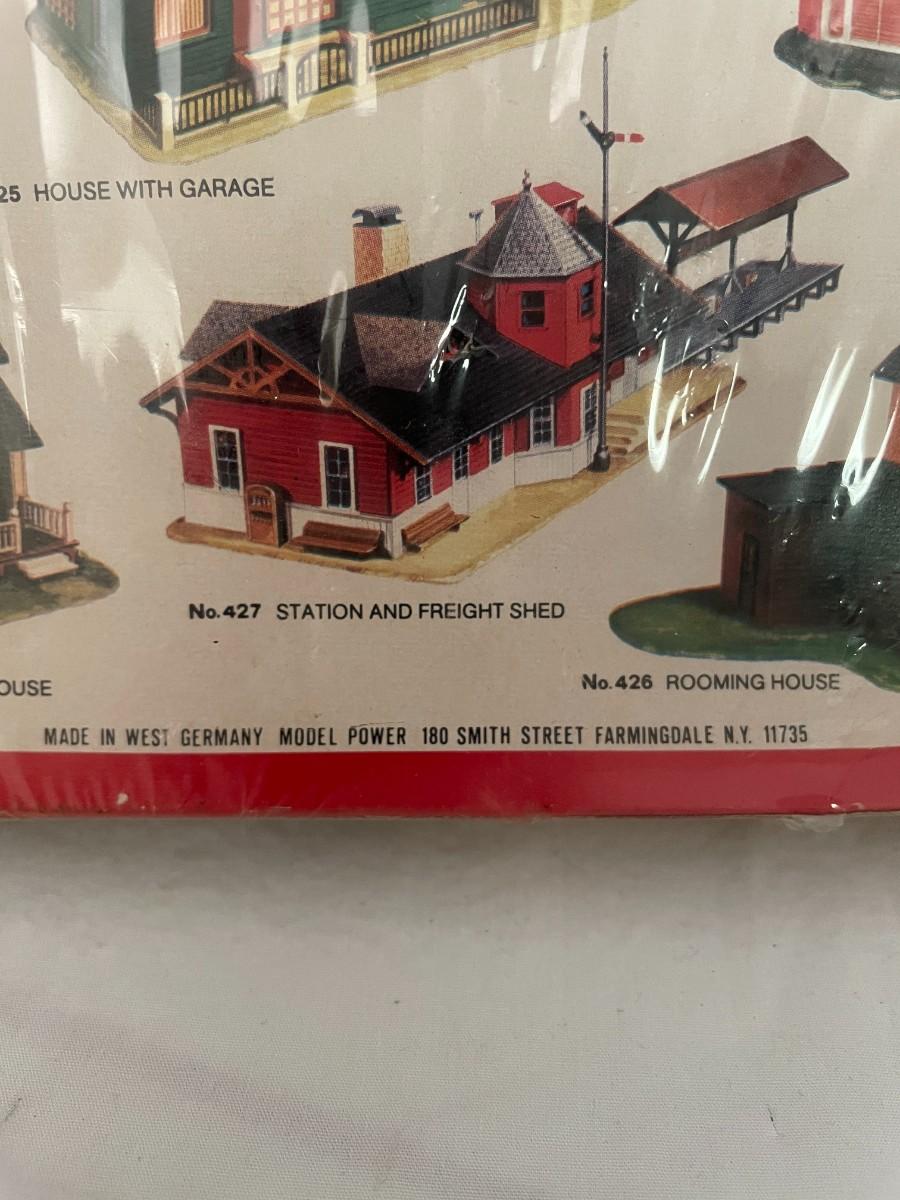 25 HOUSE WITH GARAGE
No.427 STATION AND FREIGHT SHED
No.426 ROOMING HOUSE
OUSE
MADE IN WEST GERMANY MODEL POWER 180 SMITH STREET FARMINGDALE N.Y. 11735